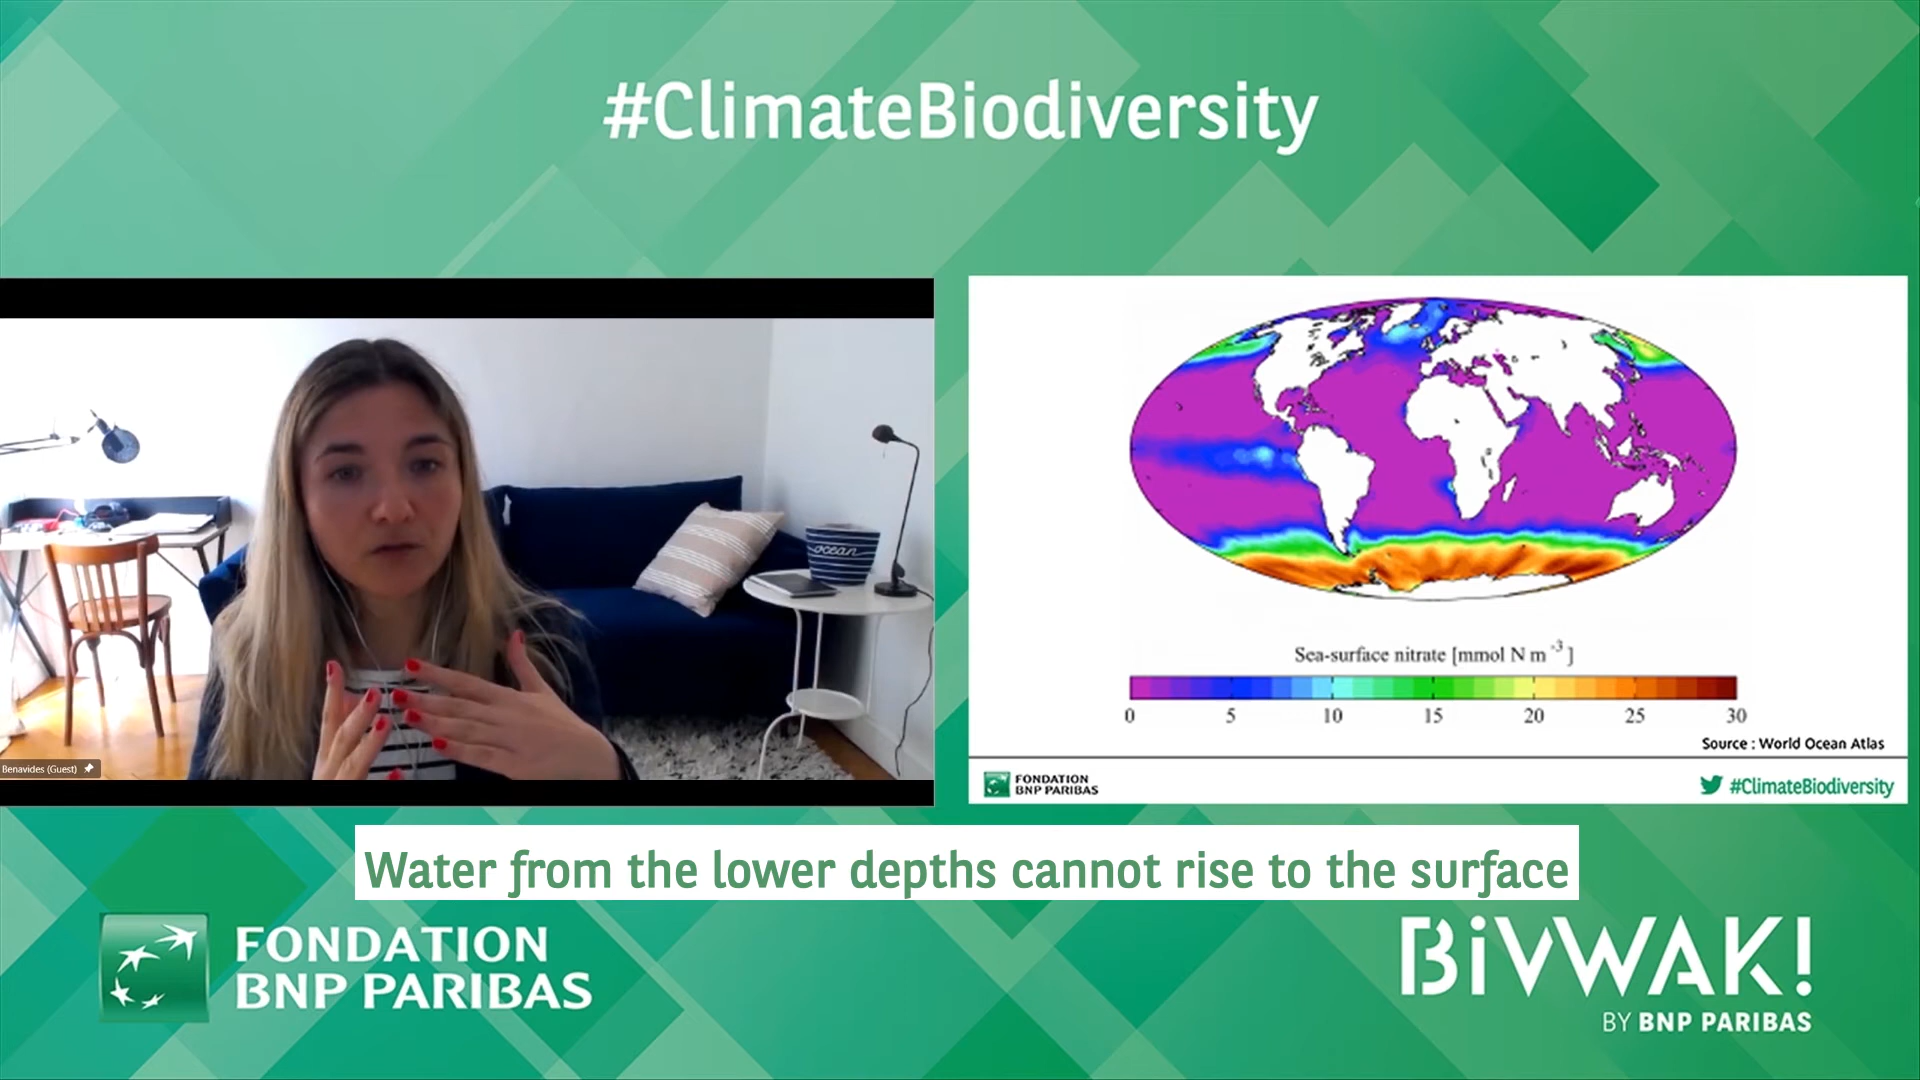 #ClimateBiodiversity
ocean
Benavides (Guest)
Sea-surface nitrate [mmol N m -3 ]
0 5 10 15 20 25 30
Source : World Ocean Atlas
FONDATION
BNP PARIBAS
#ClimateBiodiversity
Water from the lower depths cannot rise to the surface
FONDATION
BNP PARIBAS
BiVWAK!
BY BNP PARIBAS